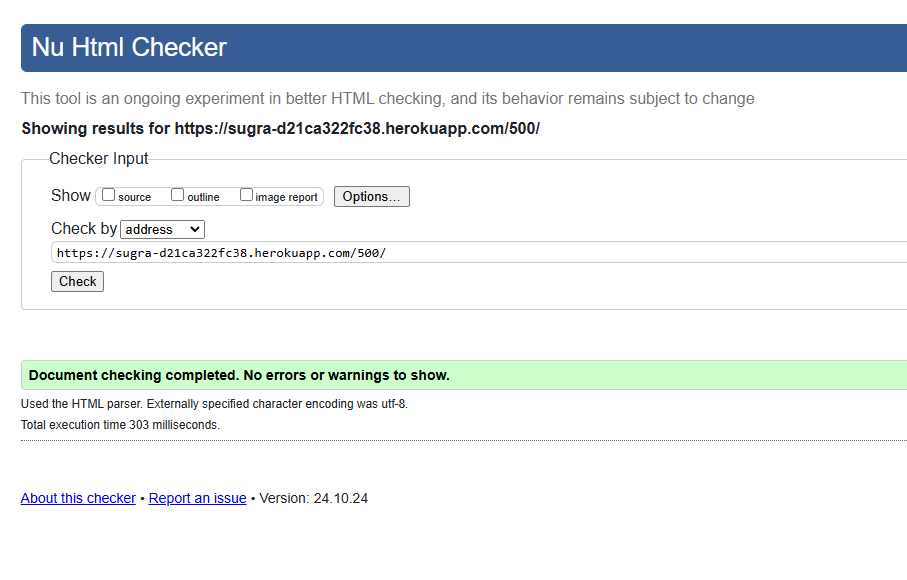 Nu Html Checker
This tool is an ongoing experiment in better HTML checking, and its behavior remains subject to change
Showing results for https://sugra-d21ca322fc38.herokuapp.com/500/
Checker Input
Show source outline image report Options...
Check by address
https://sugra-d21ca322fc38.herokuapp.com/500/
Check
Document checking completed. No errors or warnings to show.
Used the HTML parser. Externally specified character encoding was utf-8.
Total execution time 303 milliseconds.
About this checker • Report an issue • Version: 24.10.24